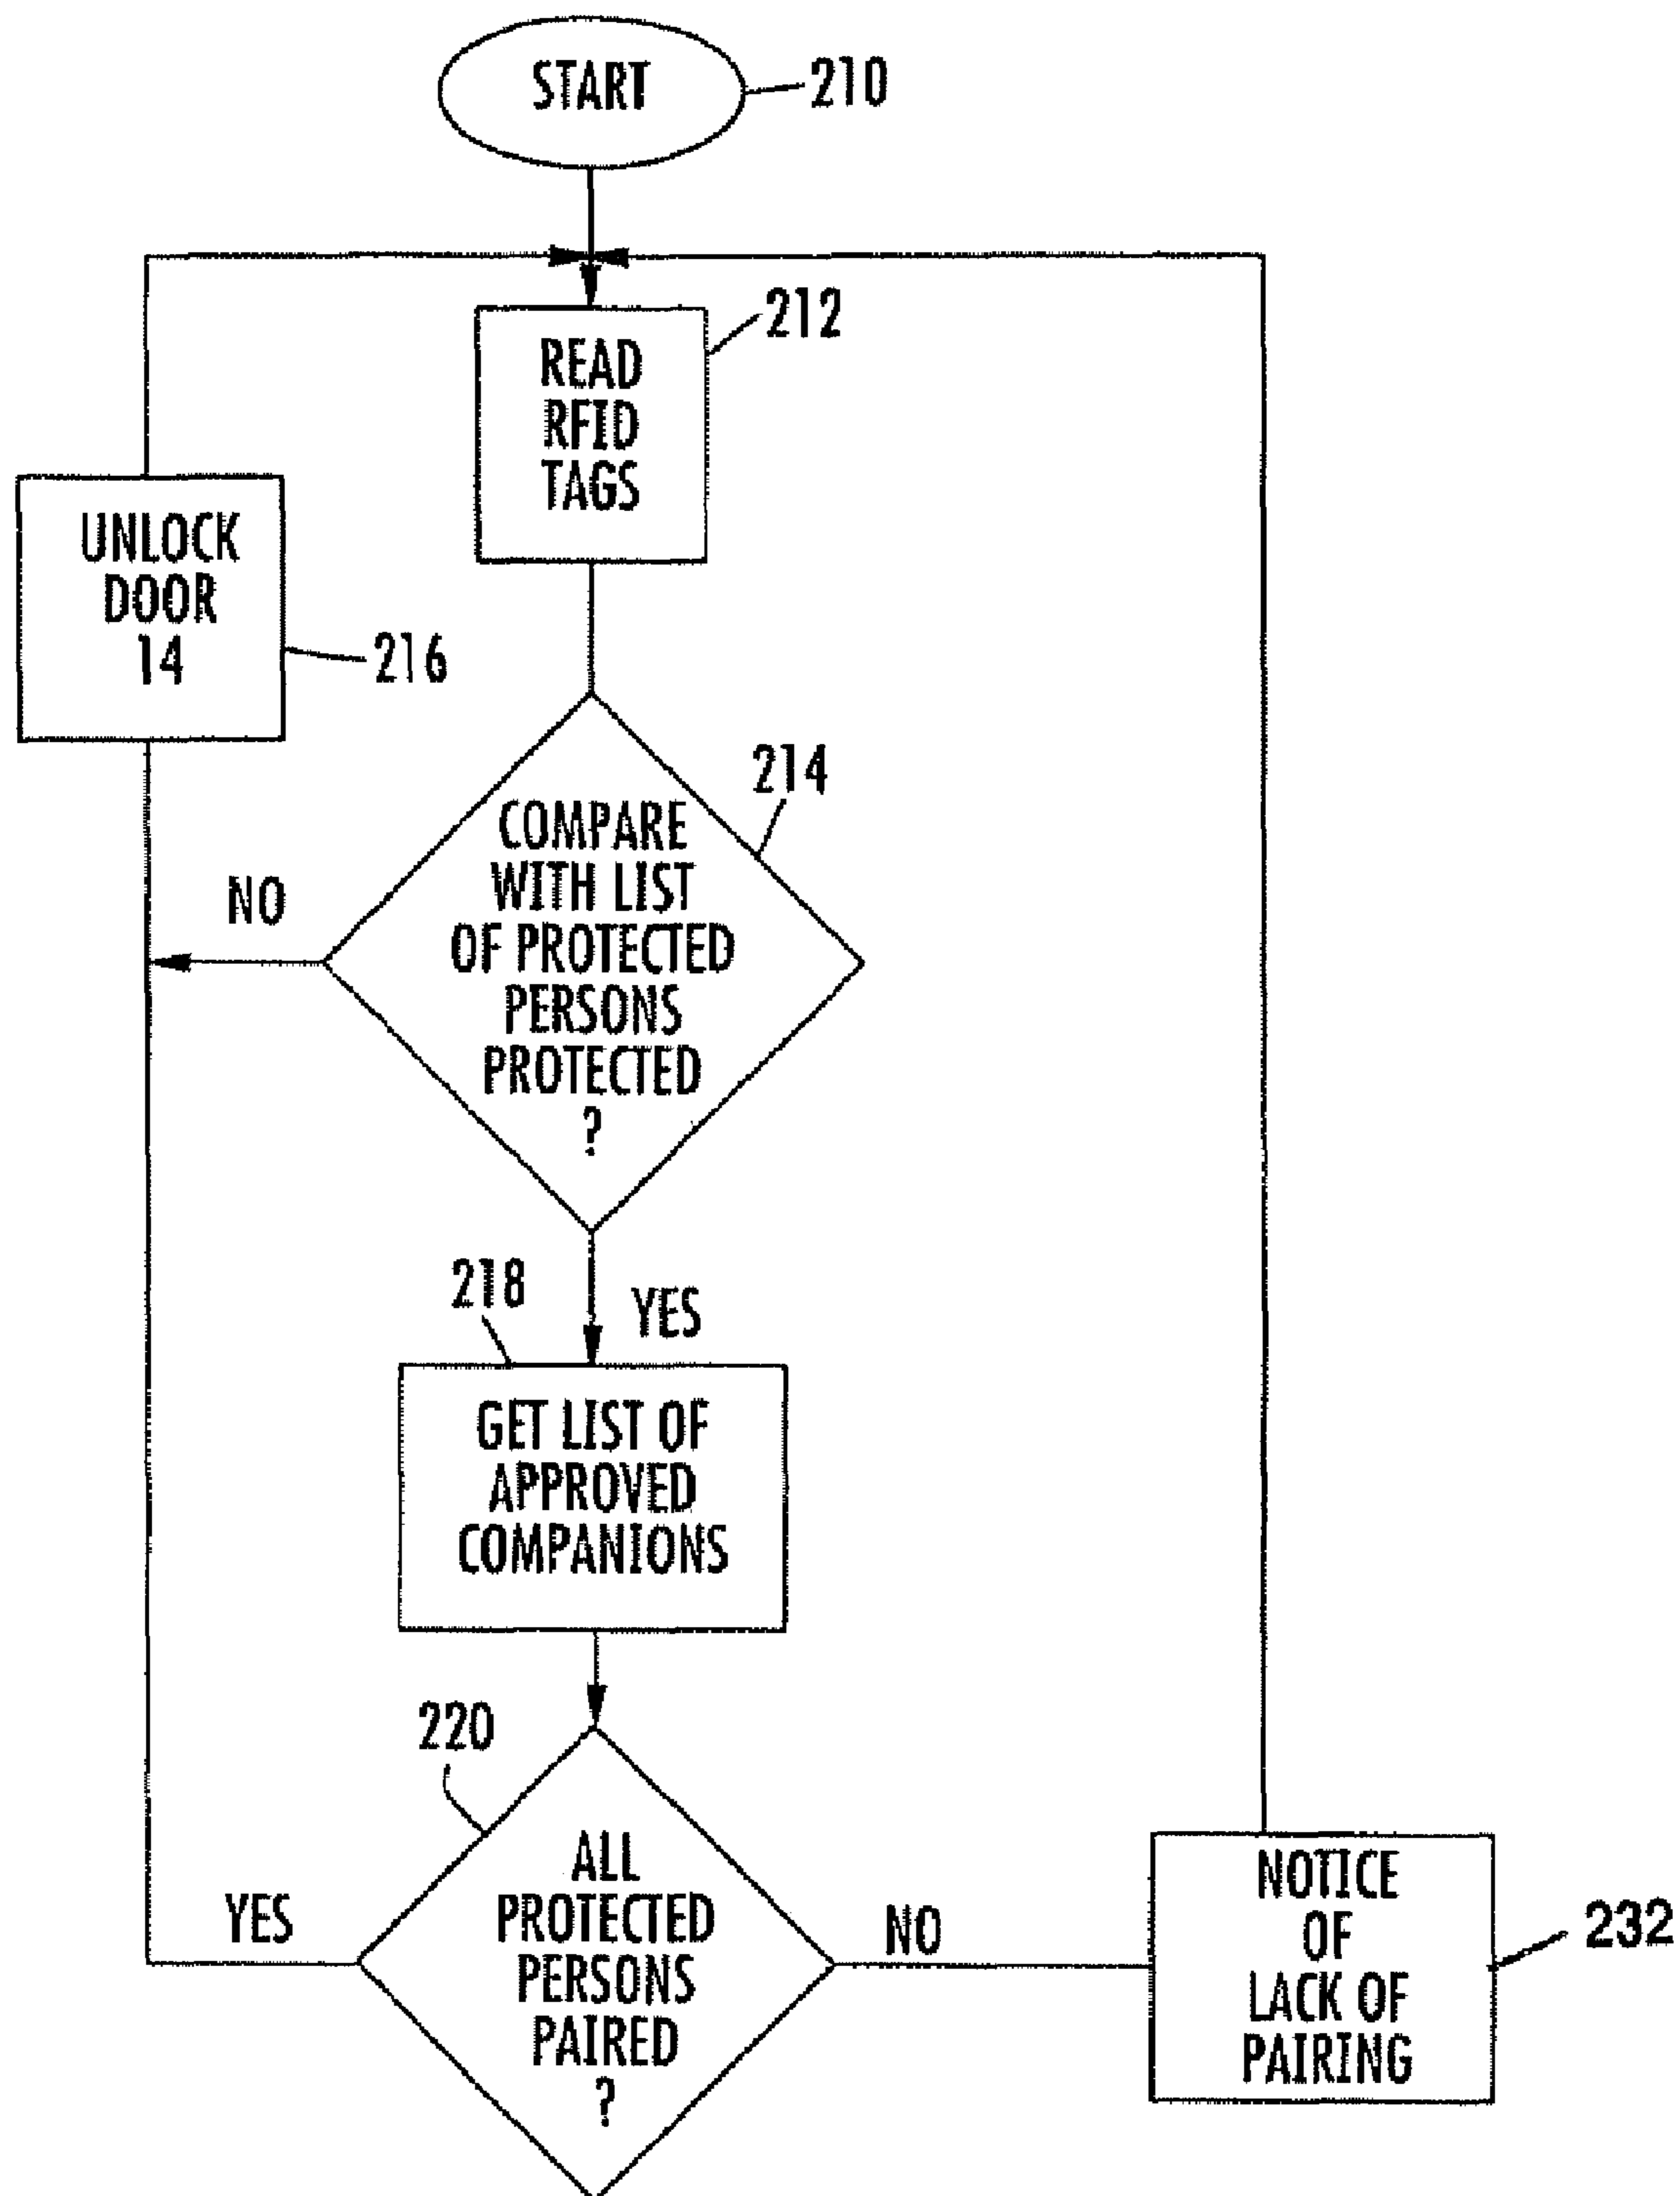 START
210
READ
RFID
TAGS
212
UNLOCK
DOOR
14
216
COMPARE
WITH LIST
OF PROTECTED
PERSONS
PROTECTED
?
214
NO
YES
218
GET LIST OF
APPROVED
COMPANIONS
220
ALL
PROTECTED
PERSONS
PAIRED
?
YES
NO
NOTICE
OF
LACK OF
PAIRING
232